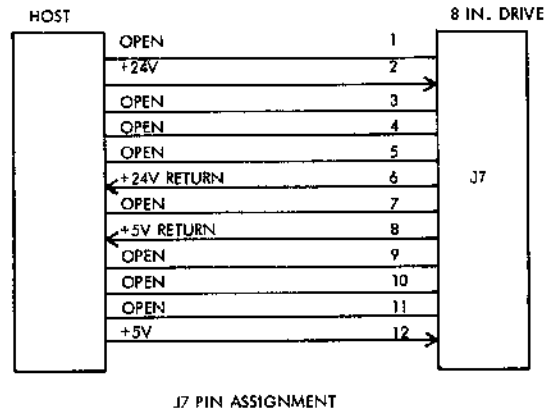 HOST 8 IN. DRIVE
OPEN 1
+24V 2
OPEN 3
OPEN 4
OPEN 5
+24V RETURN 6
J7
OPEN 7
+5V RETURN 8
OPEN 9
OPEN 10
OPEN 11
+5V 12
J7 PIN ASSIGNMENT